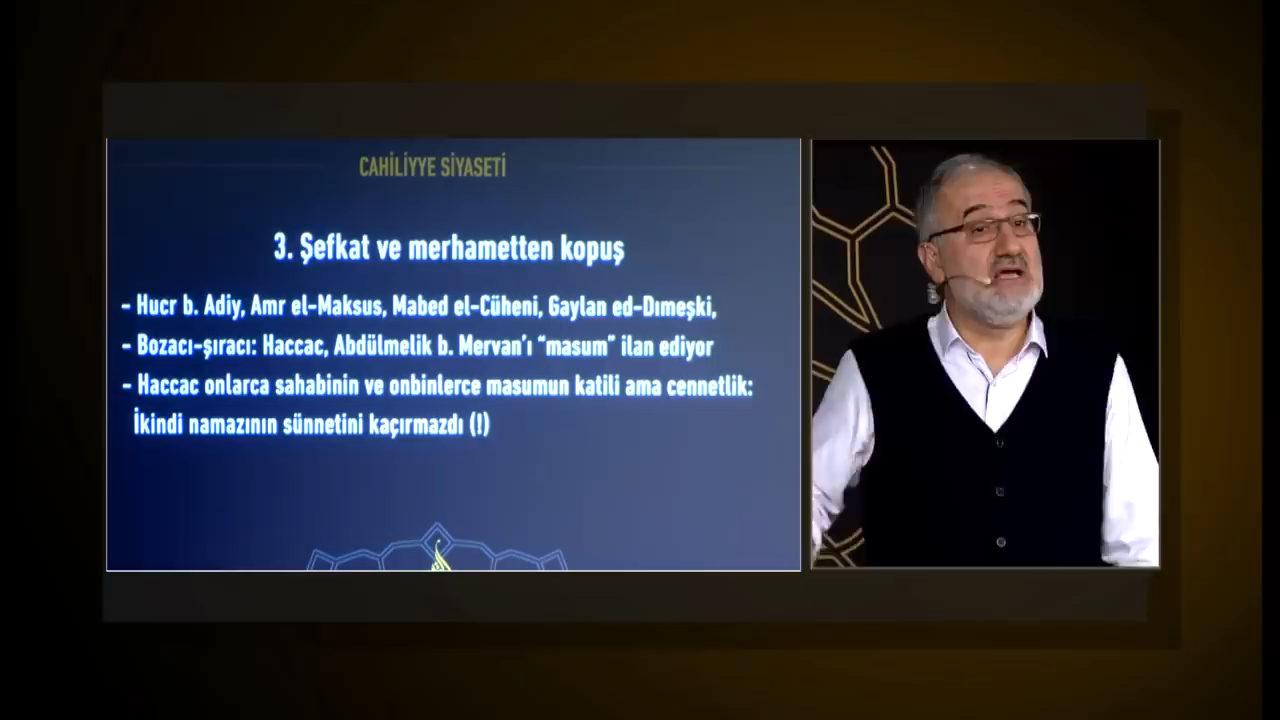 CAHİLİYYE SİYASETİ
3. Şefkat ve merhametten kopuş
- Hucr b. Adiy, Amr el-Maksus, Mabed el-Cüheni, Gaylan ed-Dımeşki,
- Bozacı-şıracı: Haccac, Abdülmelik b. Mervan'ı “masum” ilan ediyor
- Haccac onlarca sahabinin ve onbinlerce masumun katili ama cennetlik:
İkindi namazının sünnetini kaçırmazdı (!)